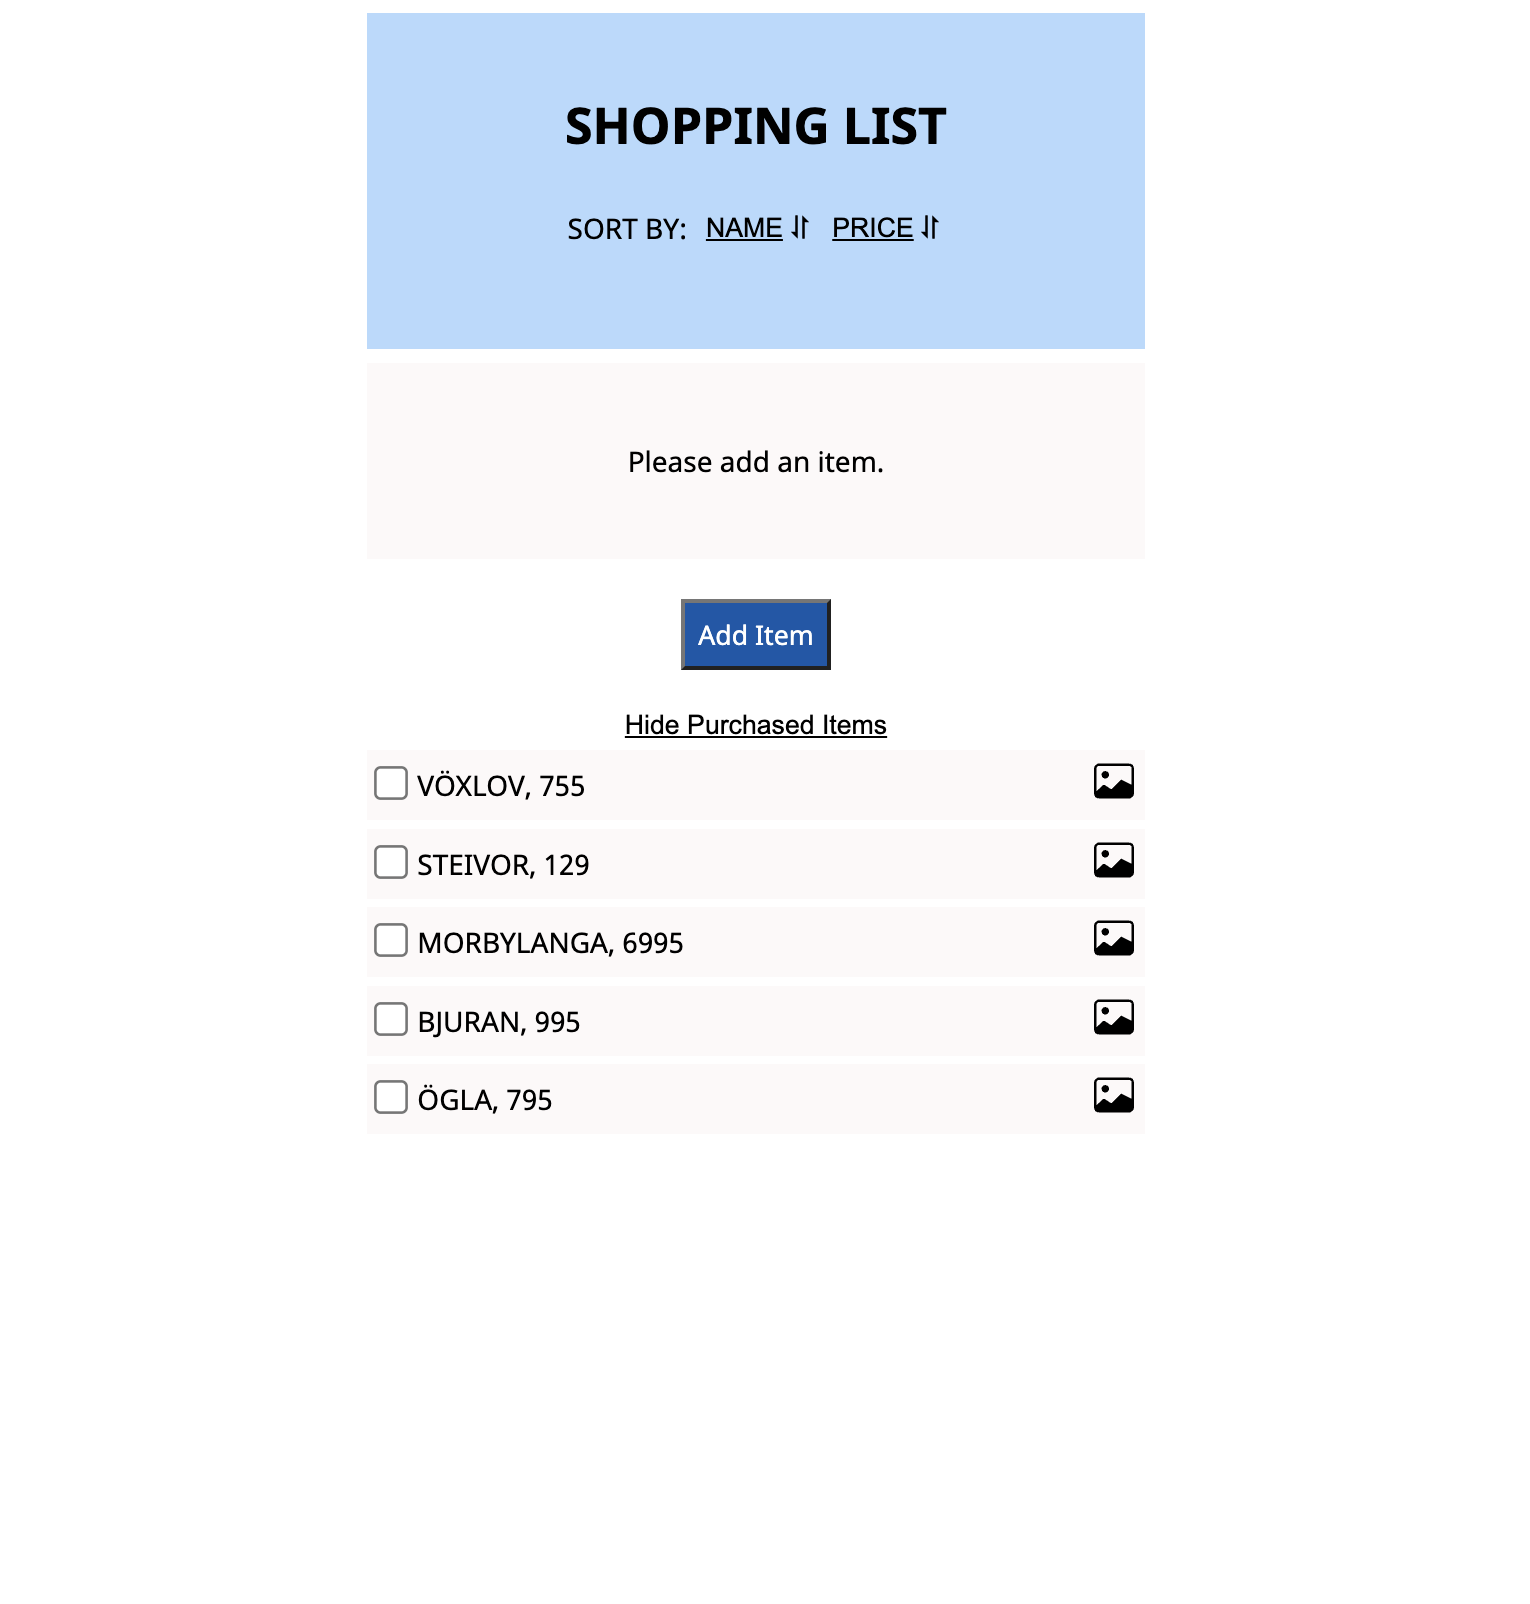 SHOPPING LIST
SORT BY: NAME PRICE
Please add an item.
Add Item
Hide Purchased Items
VÖXLOV, 755
STEIVOR, 129
MORBYLANGA, 6995
BJURAN, 995
ÖGLA, 795